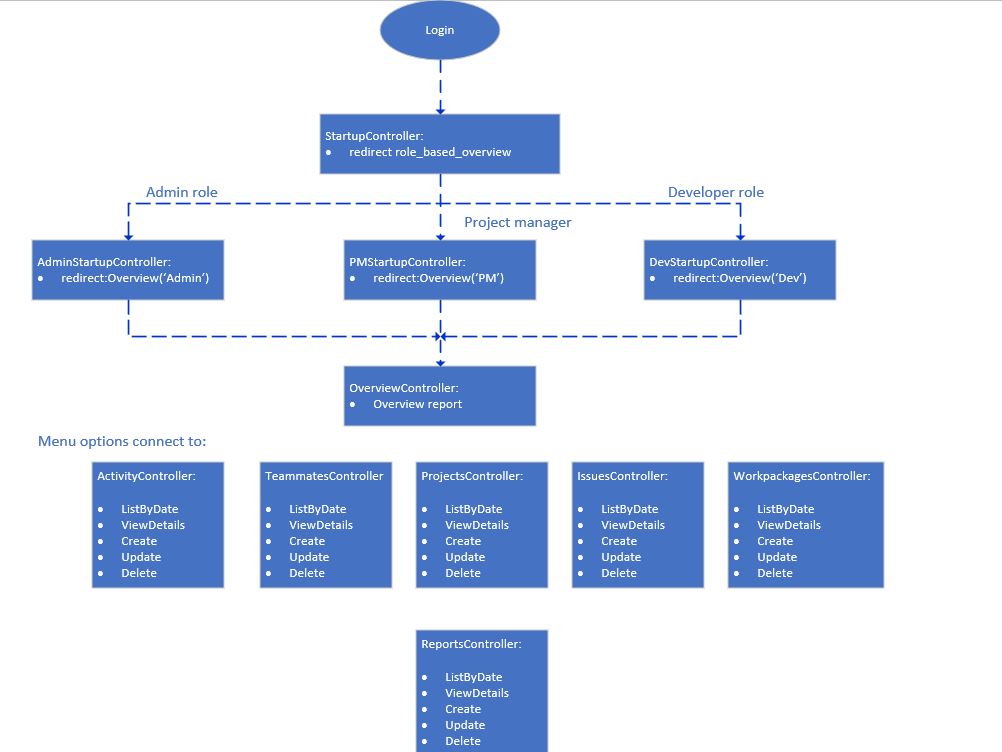 Login
StartupController:
• redirect role_based_overview
Admin role
Developer role
Project manager
AdminStartupController:
• redirect:Overview(‘Admin’)
PMStartupController:
• redirect:Overview(‘PM’)
DevStartupController:
• redirect:Overview(‘Dev’)
OverviewController:
• Overview report
Menu options connect to:
ActivityController:
• ListByDate
• ViewDetails
• Create
• Update
• Delete
TeammatesController
• ListByDate
• ViewDetails
• Create
• Update
• Delete
ProjectsController:
• ListByDate
• ViewDetails
• Create
• Update
• Delete
IssuesController:
• ListByDate
• ViewDetails
• Create
• Update
• Delete
WorkpackagesController:
• ListByDate
• ViewDetails
• Create
• Update
• Delete
ReportsController:
• ListByDate
• ViewDetails
• Create
• Update
• Delete